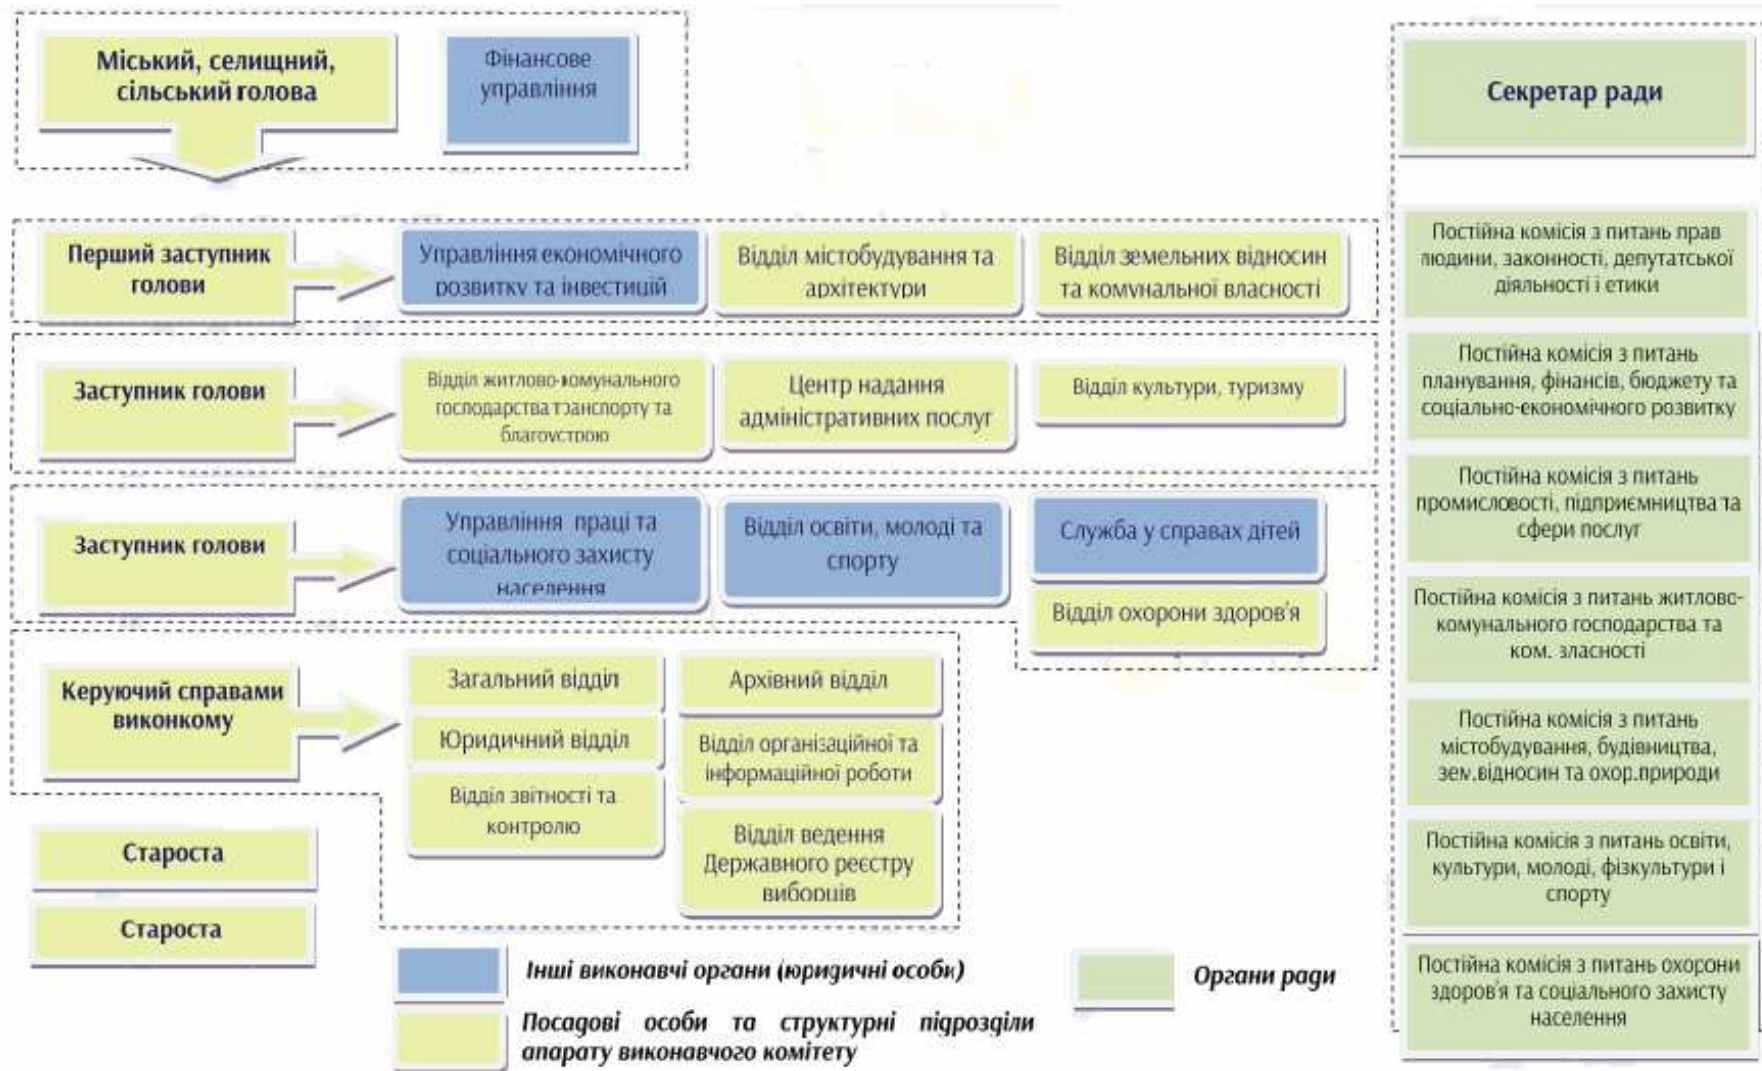 Міський, селищний,
сільський голова
Фінансове
управління
Секретар ради
Перший заступник
голови
Управління економічного
розвитку та інвестицій
Відділ містобудування та
архітектури
Відділ земельних відносин
та комунальної власності
Заступник голови
Відділ житлово-комунального
господарства транспорту та
благоустрою
Центр надання
адміністративних послуг
Відділ культури, туризму
Заступник голови
Управління праці та
соціального захисту
населення
Відділ освіти, молоді та
спорту
Служба у справах дітей
Відділ охорони здоров'я
Керуючий справами
виконкому
Загальний відділ
Юридичний відділ
Відділ звітності та
контролю
Архівний відділ
Відділ організаційної та
інформаційної роботи
Відділ ведення
Державного реєстру
виборців
Староста
Староста
Постійна комісія з питань прав
людини, законності, депутатської
діяльності і етики
Постійна комісія з питань
планування, фінансів, бюджету та
соціально-економічного розвитку
Постійна комісія з питань
промисловості, підприємництва та
сфери послуг
Постійна комісія з питань житлово-
комунального господарства та
ком. зласності
Постійна комісія з питань
містобудування, будівництва,
зем.відносин та охор.природи
Постійна комісія з питань освіти,
культури, молоді, фізкультури і
спорту
Постійна комісія з питань охорони
здоров'я та соціального захисту
населення
Інші виконавчі органи (юридичні особи)
Посадові особи та структурні підрозділи
апарату виконавчого комітету
Органи ради